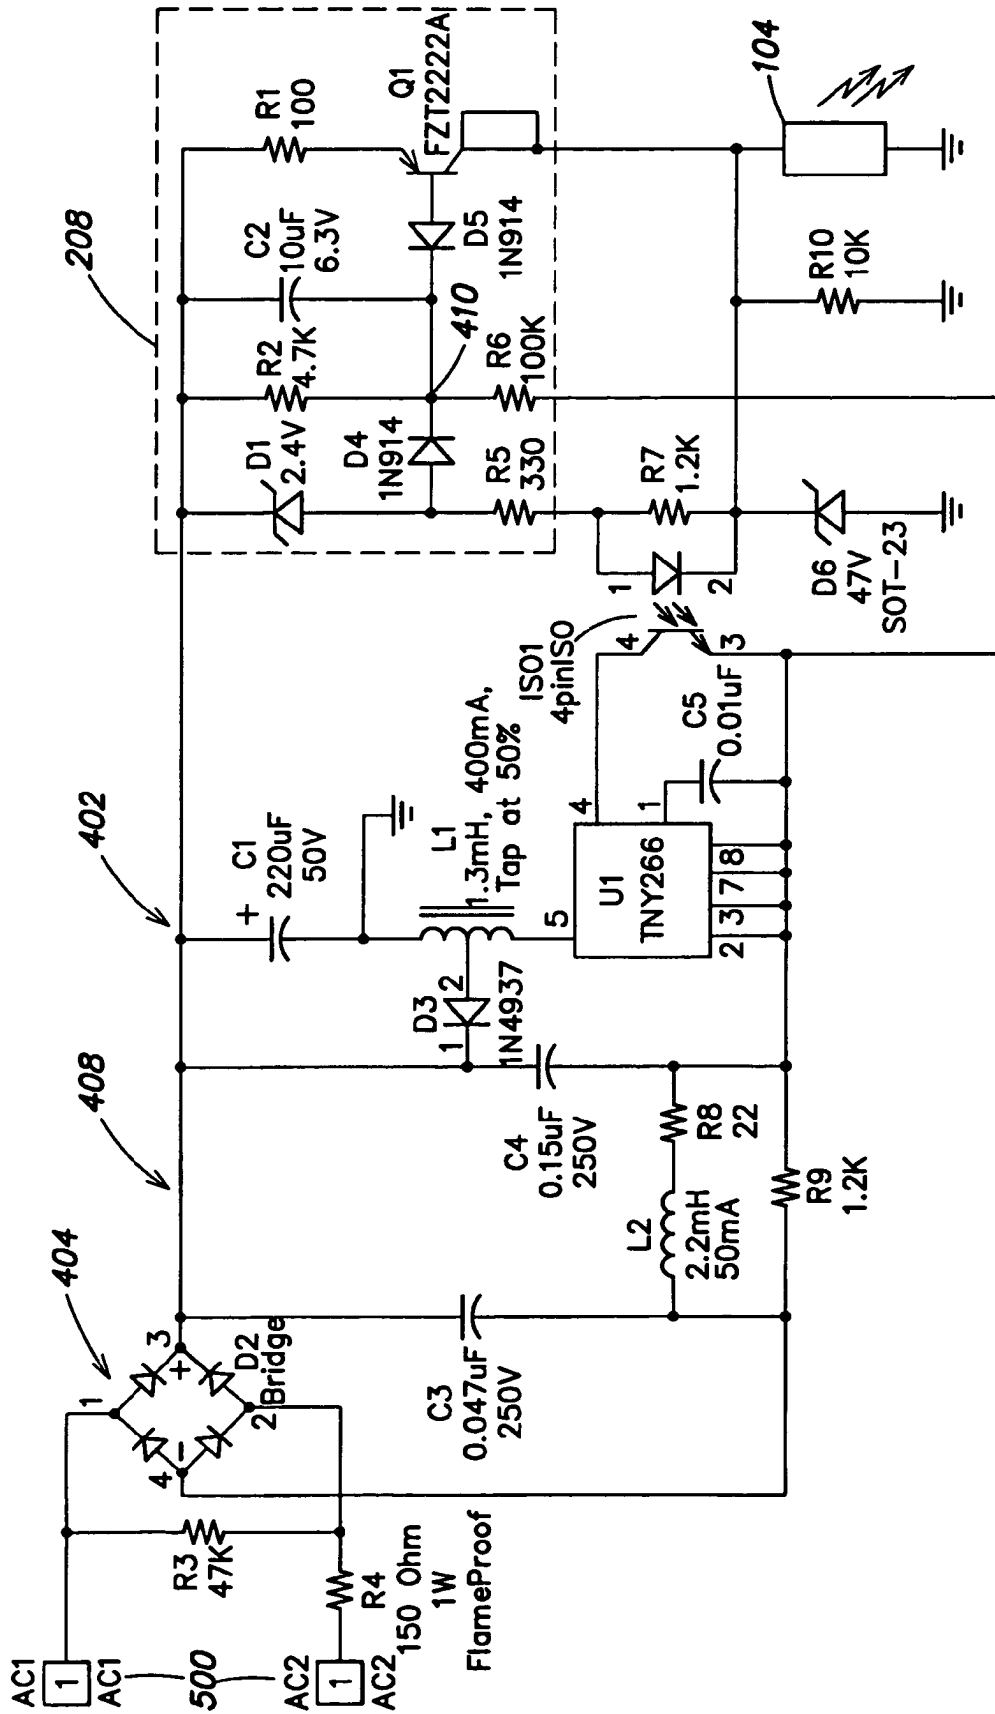 208
R1
100
Q1
FZT2222A
C2
10uF
6.3V
D5
1N914
R2
4.7K
410
R6
100K
D1
2.4V
D4
1N914
R5
330
104
R10
10K
R7
1.2K
1
2
D6
47V
SOT-23
ISO1
4pinISO
4
3
402
C1
220uF
50V
+
L1
1.3mH, 400mA,
Tap at 50%
4
1
C5
0.01uF
5
U1
TNY266
2
3
7
8
408
D3
2
1
1N4937
C4
0.15uF
250V
R8
22
L2
2.2mH
50mA
R9
1.2K
404
1
3
+
D2
Bridge
2
4
-
C3
0.047uF
250V
R3
47K
R4
150 Ohm
1W
FlameProof
AC1
1
AC1
500
AC2
1
AC2